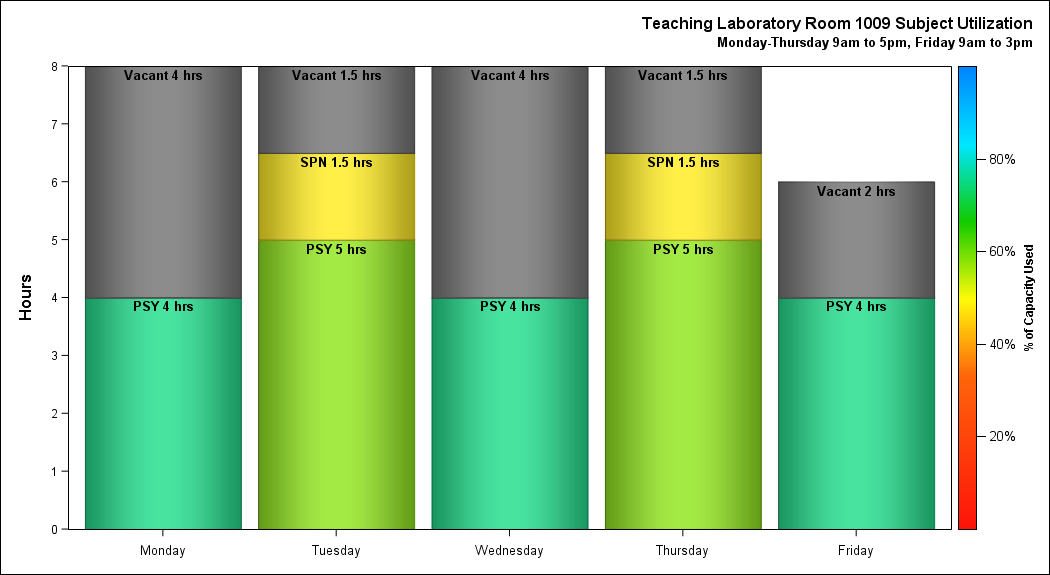 Teaching Laboratory Room 1009 Subject Utilization
Monday-Thursday 9am to 5pm, Friday 9am to 3pm
8
7
6
5
4
3
2
1
0
Hours
Vacant 4 hrs
PSY 4 hrs
Vacant 1.5 hrs
SPN 1.5 hrs
PSY 5 hrs
Vacant 4 hrs
PSY 4 hrs
Vacant 1.5 hrs
SPN 1.5 hrs
PSY 5 hrs
Vacant 2 hrs
PSY 4 hrs
Monday
Tuesday
Wednesday
Thursday
Friday
80%
60%
40%
20%
% of Capacity Used